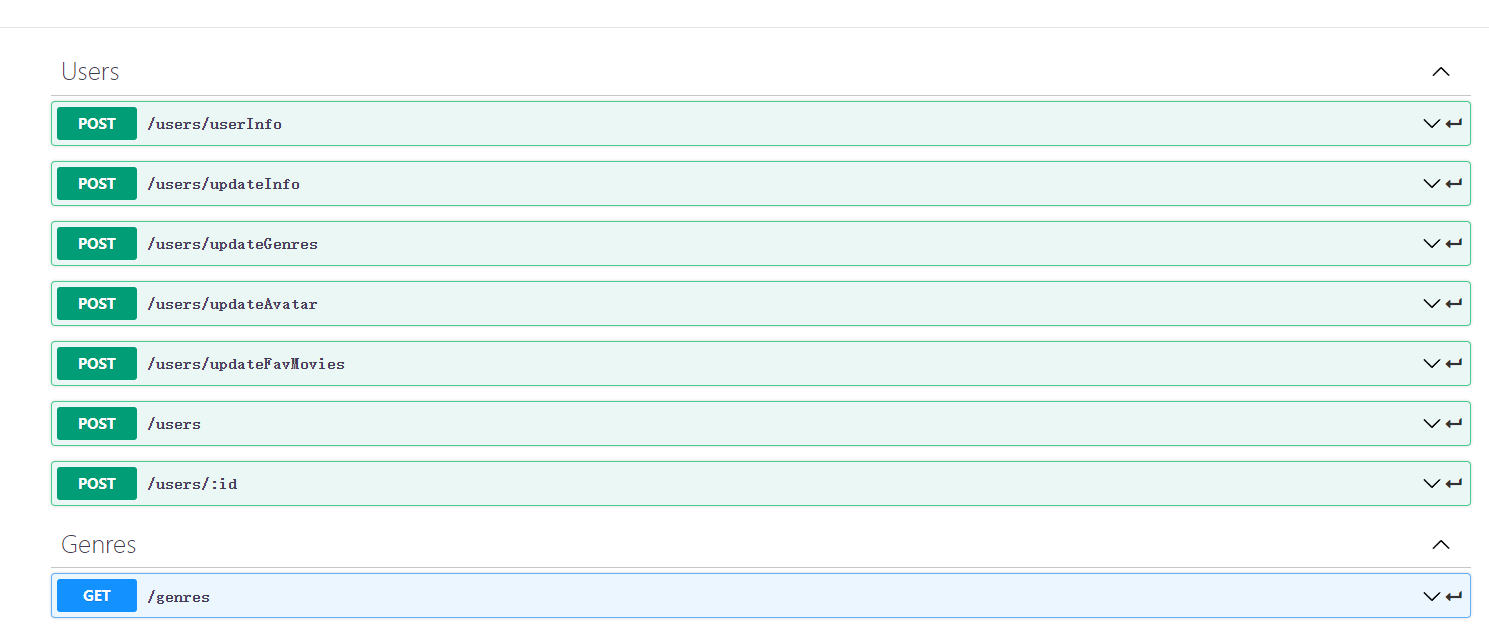 Users
POST /users/userInfo
POST /users/updateInfo
POST /users/updateGenres
POST /users/updateAvatar
POST /users/updateFavMovies
POST /users
POST /users/:id
Genres
GET /genres